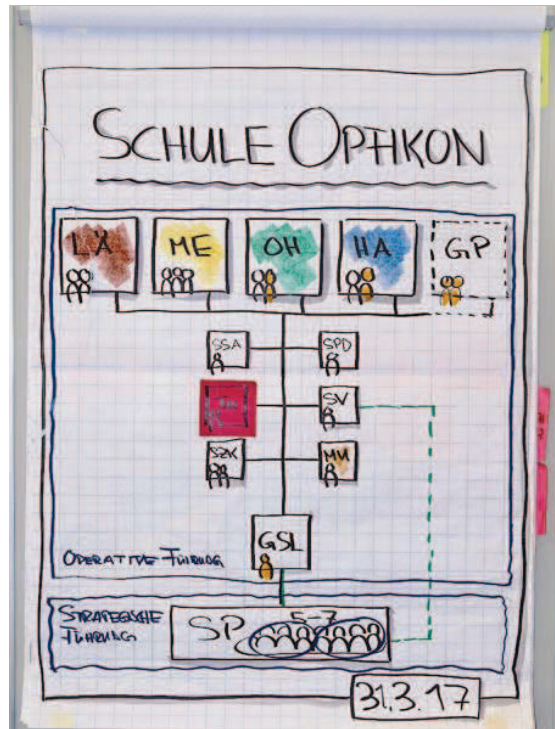 SCHULE OPFIKON
LÄ ME OH HA GP
SSA SPD
SV
SZK MM
GSL
OPERATIVE FÜHRUNG
STRATEGISCHE
FÜHRUNG
SP 5-7
31.3.17